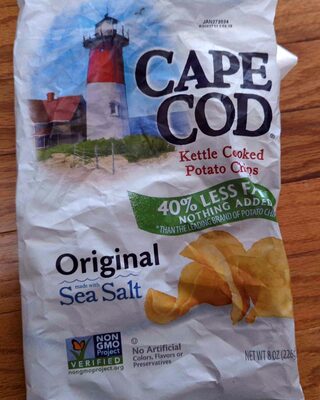 CAPE
COD
Kettle Cooked
Potato Chips
40% LESS FAT
NOTHING ADDED
*THAN THE LEADING BRAND OF POTATO CHIPS
Original
made with
Sea Salt
NON
GMO
Project
VERIFIED
nongmoproject.org
No Artificial
Colors, Flavors or
Preservatives
NET WT 8 OZ (226